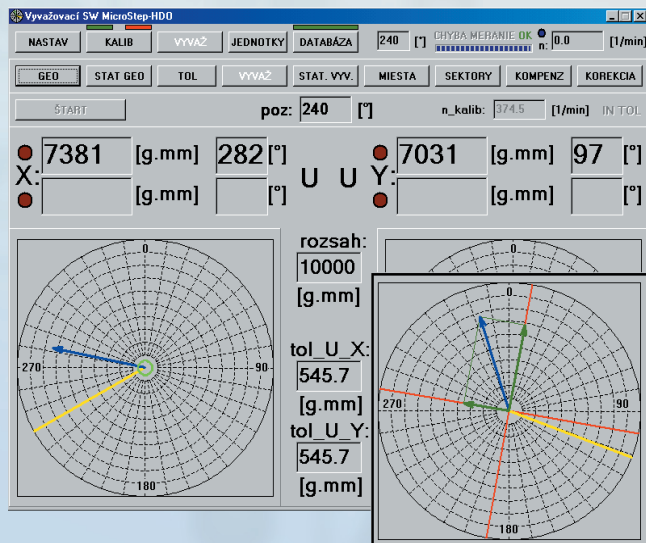 Vyvažovací SW MicroStep-HDO
NASTAV KALIB VYVÁŽ JEDNOTKY DATABÁZA 240 [°] CHYBA MERANIE OK n: 0.0 [1/min]
GEO STAT GEO TOL VYVÁŽ STAT. VYV. MIESTA SEKTORY KOMPENZ KOREKCIA
ŠTART poz: 240 [°] n_kalib: 374.5 [1/min] IN TOL
X: 7381 [g.mm] 282 [°] U U Y: 7031 [g.mm] 97 [°]
[g.mm] [°] [g.mm] [°]
rozsah:
10000
[g.mm]
tol_U_X:
545.7
[g.mm]
tol_U_Y:
545.7
[g.mm]
0
270 90
180
0
0
270 90
180